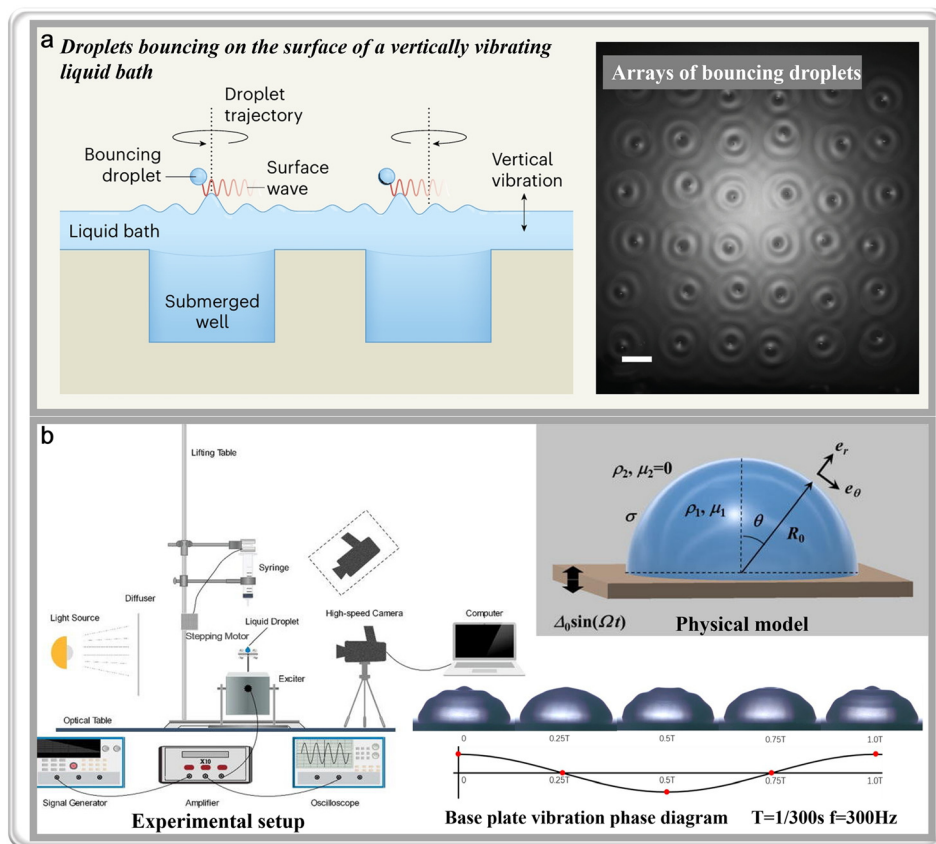 a
Droplets bouncing on the surface of a vertically vibrating
liquid bath
Droplet
trajectory
Bouncing
droplet
Surface
wave
Vertical
vibration
Liquid bath
Submerged
well
Arrays of bouncing droplets
b
Lifting Table
Syringe
Diffuser
Light Source
Stepping Motor
Liquid Droplet
High-speed Camera
Computer
Exciter
Optical Table
X10
Signal Generator
Amplifier
Oscilloscope
Experimental setup
ρ2, μ2=0
er
eθ
σ
ρ1, μ1
θ
R0
Δ0sin(Ωt)
Physical model
0 0.25T 0.5T 0.75T 1.0T
0 0.25T 0.5T 0.75T 1.0T
Base plate vibration phase diagram T=1/300s f=300Hz